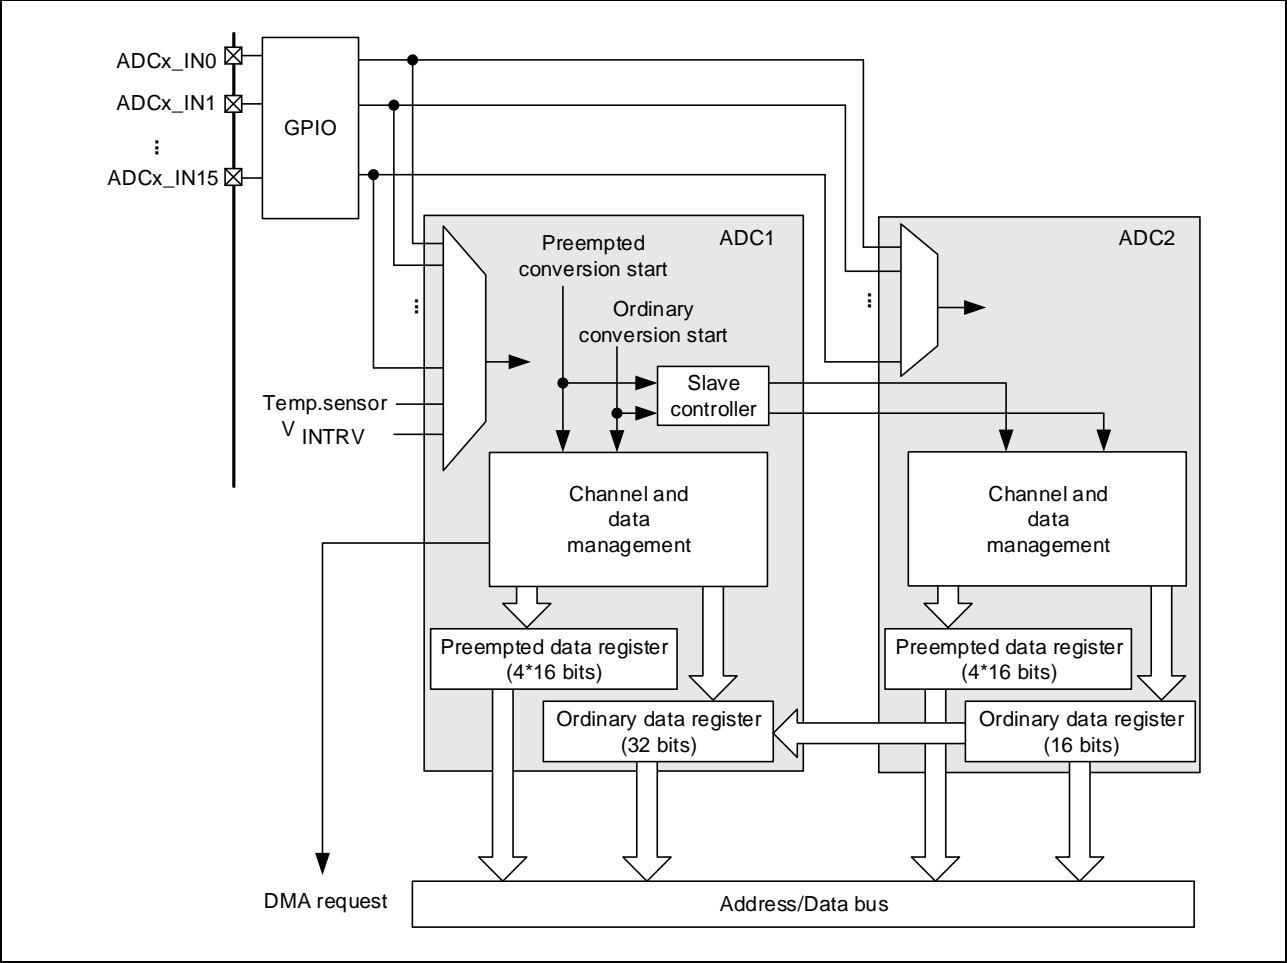 ADCx_IN0
ADCx_IN1
...
ADCx_IN15
GPIO
ADC1
Preempted
conversion start
Ordinary
conversion start
...
Temp.sensor
V INTRV
Slave
controller
Channel and
data
management
Preempted data register
(4*16 bits)
Ordinary data register
(32 bits)
ADC2
...
Channel and
data
management
Preempted data register
(4*16 bits)
Ordinary data register
(16 bits)
DMA request
Address/Data bus